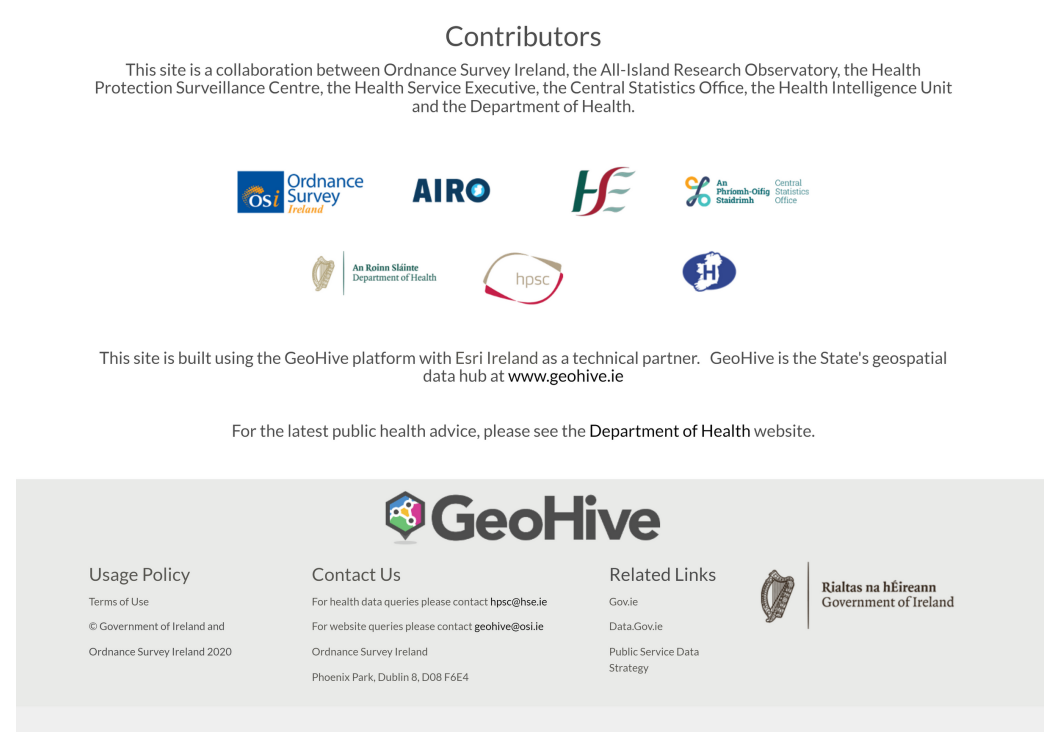 Contributors
This site is a collaboration between Ordnance Survey Ireland, the All-Island Research Observatory, the Health
Protection Surveillance Centre, the Health Service Executive, the Central Statistics Office, the Health Intelligence Unit
and the Department of Health.
osi Ordnance
Survey
Ireland
AIRO
HSE
An
Phríomh-Oifig
Staidrimh
Central
Statistics
Office
An Roinn Sláinte
Department of Health
hpsc
H
This site is built using the GeoHive platform with Esri Ireland as a technical partner. GeoHive is the State's geospatial
data hub at www.geohive.ie
For the latest public health advice, please see the Department of Health website.
GeoHive
Usage Policy
Terms of Use
© Government of Ireland and
Ordnance Survey Ireland 2020
Contact Us
For health data queries please contact hpsc@hse.ie
For website queries please contact geohive@osi.ie
Ordnance Survey Ireland
Phoenix Park, Dublin 8, D08 F6E4
Related Links
Gov.ie
Data.Gov.ie
Public Service Data
Strategy
Rialtas na hÉireann
Government of Ireland